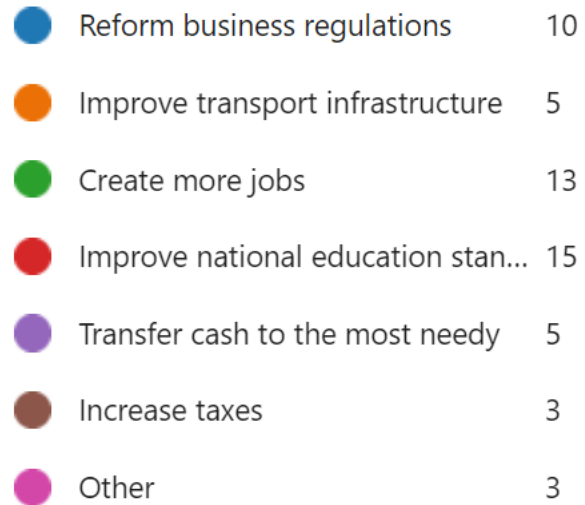 Reform business regulations 10
Improve transport infrastructure 5
Create more jobs 13
Improve national education stan... 15
Transfer cash to the most needy 5
Increase taxes 3
Other 3